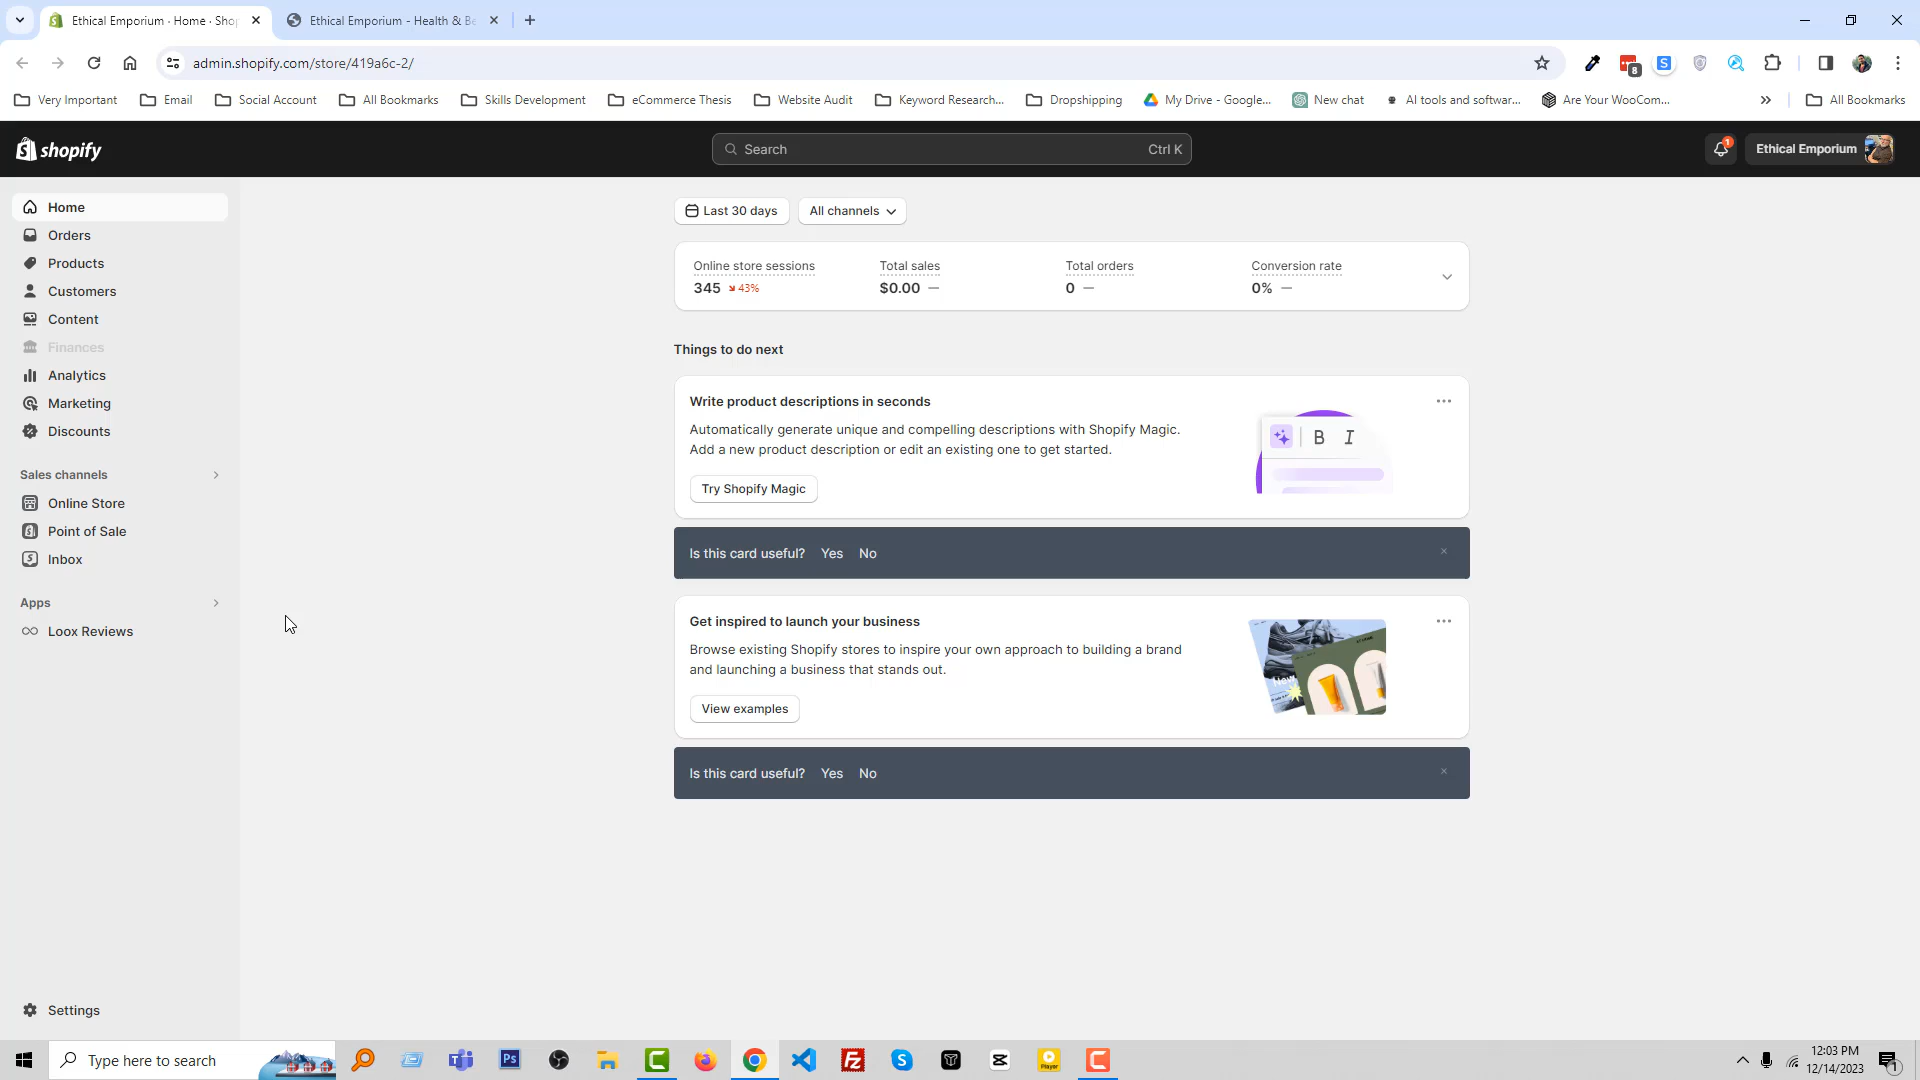 Ethical Emporium · Home · Sho
Ethical Emporium - Health & Be
admin.shopify.com/store/419a6c-2/
8
S
Very Important
Email
Social Account
All Bookmarks
Skills Development
eCommerce Thesis
Website Audit
Keyword Research...
Dropshipping
My Drive - Google...
New chat
AI tools and softwar...
Are Your WooCom...
All Bookmarks
shopify
Search
Ctrl K
1
Ethical Emporium
Home
Orders
Products
Customers
Content
Finances
Analytics
Marketing
Discounts
Sales channels
Online Store
Point of Sale
Inbox
Apps
Loox Reviews
Settings
Last 30 days
All channels
Online store sessions
345 43%
Total sales
$0.00 —
Total orders
0 —
Conversion rate
0% —
Things to do next
Write product descriptions in seconds
Automatically generate unique and compelling descriptions with Shopify Magic.
Add a new product description or edit an existing one to get started.
Try Shopify Magic
B I
Is this card useful? Yes No
Get inspired to launch your business
Browse existing Shopify stores to inspire your own approach to building a brand
and launching a business that stands out.
View examples
New
Is this card useful? Yes No
Type here to search
Ps
Player
12:03 PM
12/14/2023
1